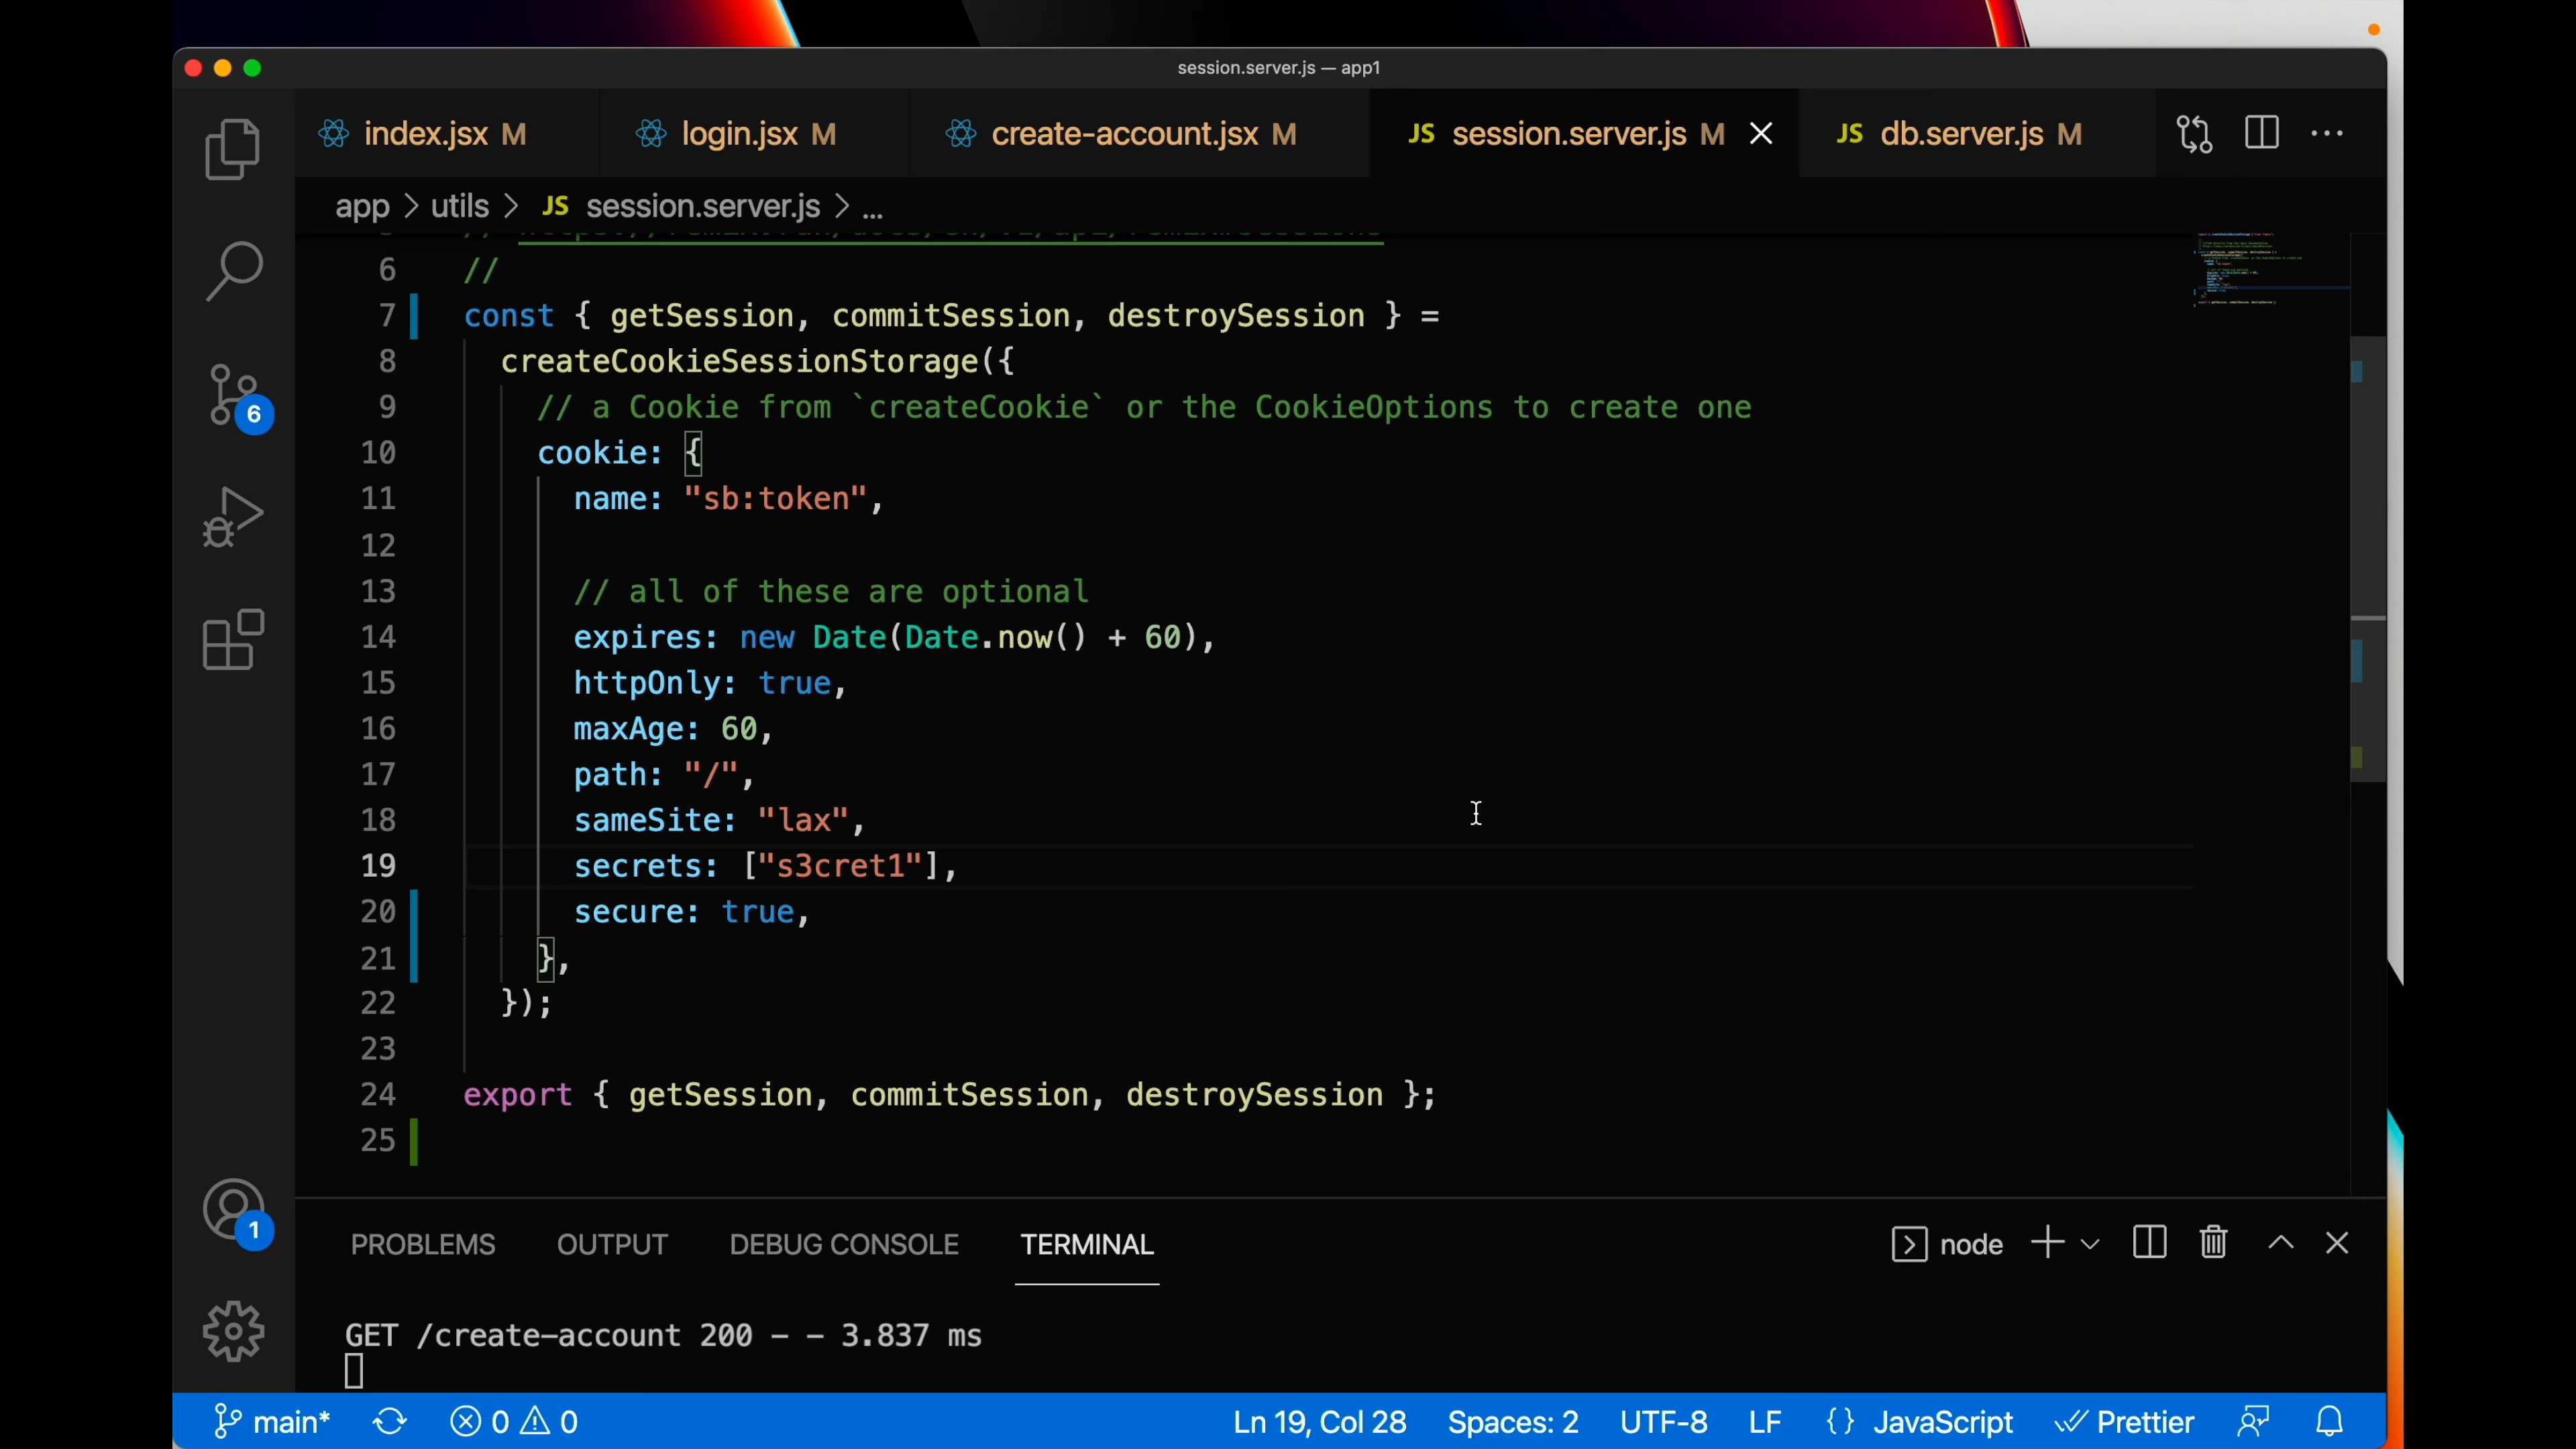 session.server.js — app1
index.jsx M
login.jsx M
create-account.jsx M
JS session.server.js M
JS db.server.js M
app > utils > JS session.server.js > ...
6 //
7 const { getSession, commitSession, destroySession } =
8 createCookieSessionStorage({
9 // a Cookie from `createCookie` or the CookieOptions to create one
10 cookie: {
11 name: "sb:token",
12
13 // all of these are optional
14 expires: new Date(Date.now() + 60),
15 httpOnly: true,
16 maxAge: 60,
17 path: "/",
18 sameSite: "lax",
19 secrets: ["s3cret1"],
20 secure: true,
21 },
22 });
23
24 export { getSession, commitSession, destroySession };
25
6
1
PROBLEMS OUTPUT DEBUG CONSOLE TERMINAL
node
GET /create-account 200 - - 3.837 ms
main* 0 0 Ln 19, Col 28 Spaces: 2 UTF-8 LF {} JavaScript Prettier